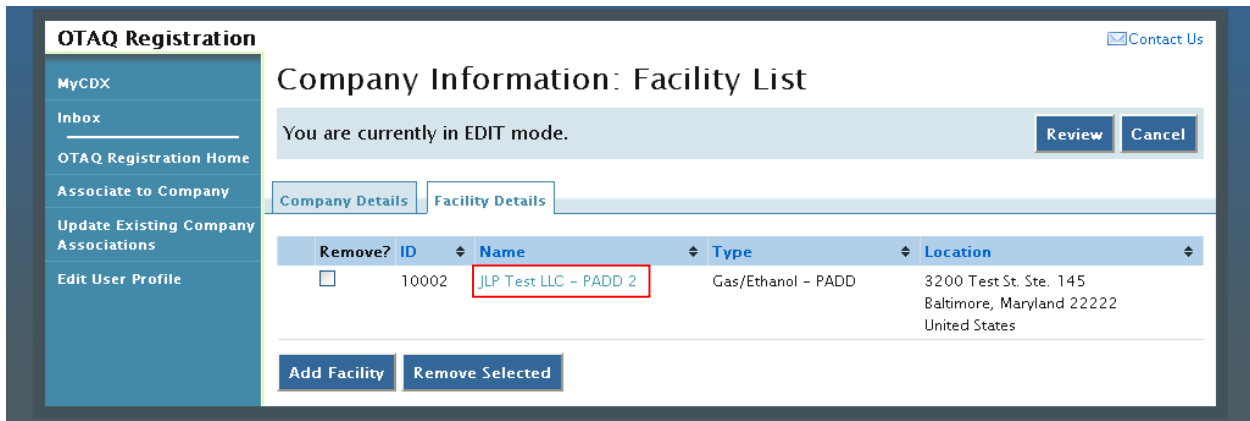 OTAQ Registration
Contact Us
MyCDX
Inbox
OTAQ Registration Home
Associate to Company
Update Existing Company
Associations
Edit User Profile
Company Information: Facility List
You are currently in EDIT mode.
Review Cancel
Company Details Facility Details
Remove? ID Name Type Location
10002 JLP Test LLC – PADD 2 Gas/Ethanol – PADD 3200 Test St. Ste. 145
Baltimore, Maryland 22222
United States
Add Facility Remove Selected